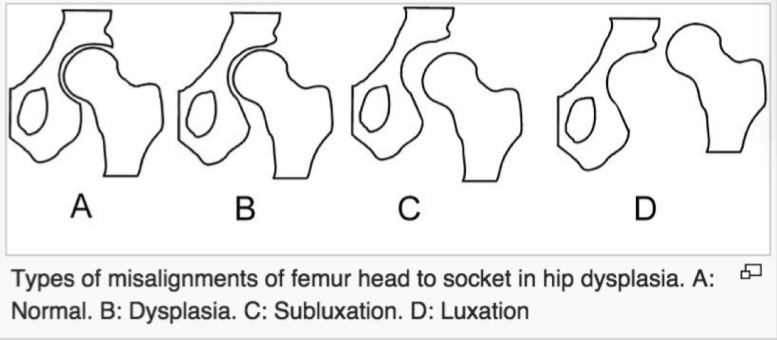 A B C D
Types of misalignments of femur head to socket in hip dysplasia. A:
Normal. B: Dysplasia. C: Subluxation. D: Luxation